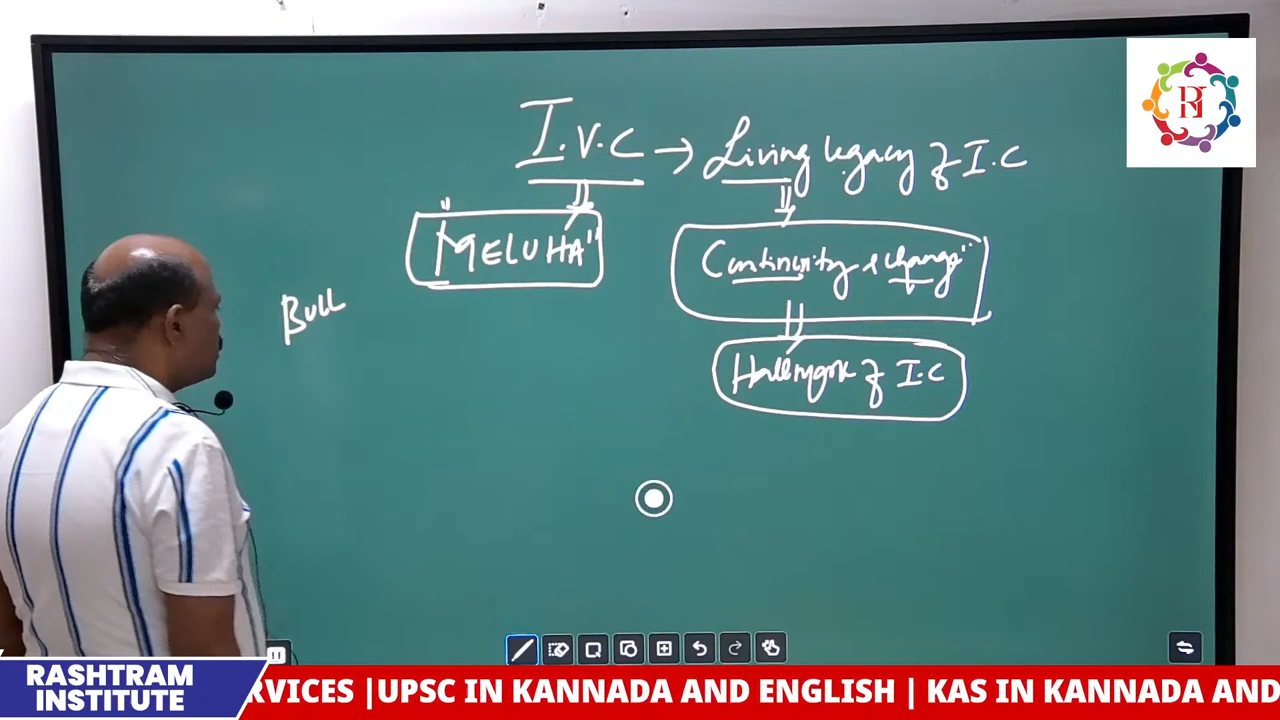 I.V.C → Living legacy of I.C
"MELUHA"
Continuity & change"
Bull
Hallmark of I.C
RI
RASHTRAM
INSTITUTE
RVICES |UPSC IN KANNADA AND ENGLISH | KAS IN KANNADA AND